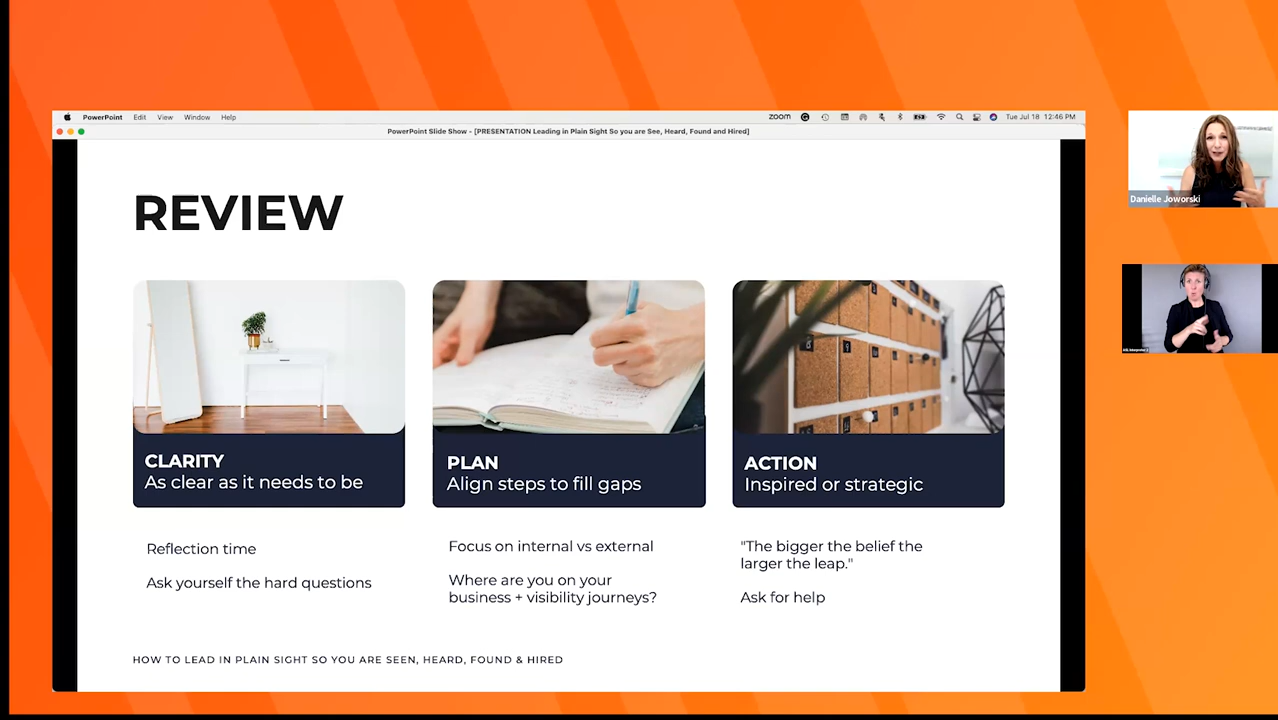 PowerPoint Edit View Window Help
zoom
Tue Jul 18 12:46 PM
PowerPoint Slide Show - [PRESENTATION Leading in Plain Sight So you are See, Heard, Found and Hired]
REVIEW
CLARITY
As clear as it needs to be
PLAN
Align steps to fill gaps
ACTION
Inspired or strategic
Reflection time
Ask yourself the hard questions
Focus on internal vs external
Where are you on your
business + visibility journeys?
"The bigger the belief the
larger the leap."
Ask for help
HOW TO LEAD IN PLAIN SIGHT SO YOU ARE SEEN, HEARD, FOUND & HIRED
Danielle Joworski